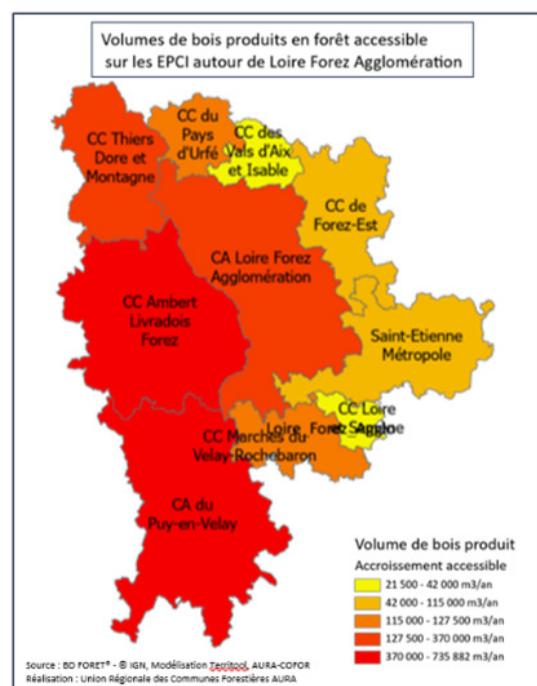 Volumes de bois produits en forêt accessible
sur les EPCI autour de Loire Forez Agglomération
CC Thiers
Dore et
Montagne
CC du
Pays
d'Urfé
CC des
Vals d'Aix
et Isable
CC de
Forez-Est
CA Loire Forez
Agglomération
CC Ambert
Livradois
Forez
Saint-Etienne
Métropole
CC Loire
et
Loire_Forez_Agglo
CC Marches du
Velay-Rochebaron
CA du
Puy-en-Velay
Volume de bois produit
Accroissement accessible
21 500 - 42 000 m3/an
42 000 - 115 000 m3/an
115 000 - 127 500 m3/an
127 500 - 370 000 m3/an
370 000 - 735 882 m3/an
Source : BD FORET® - © IGN, Modélisation Territool, AURA-COFOR
Réalisation : Union Régionale des Communes Forestières AURA